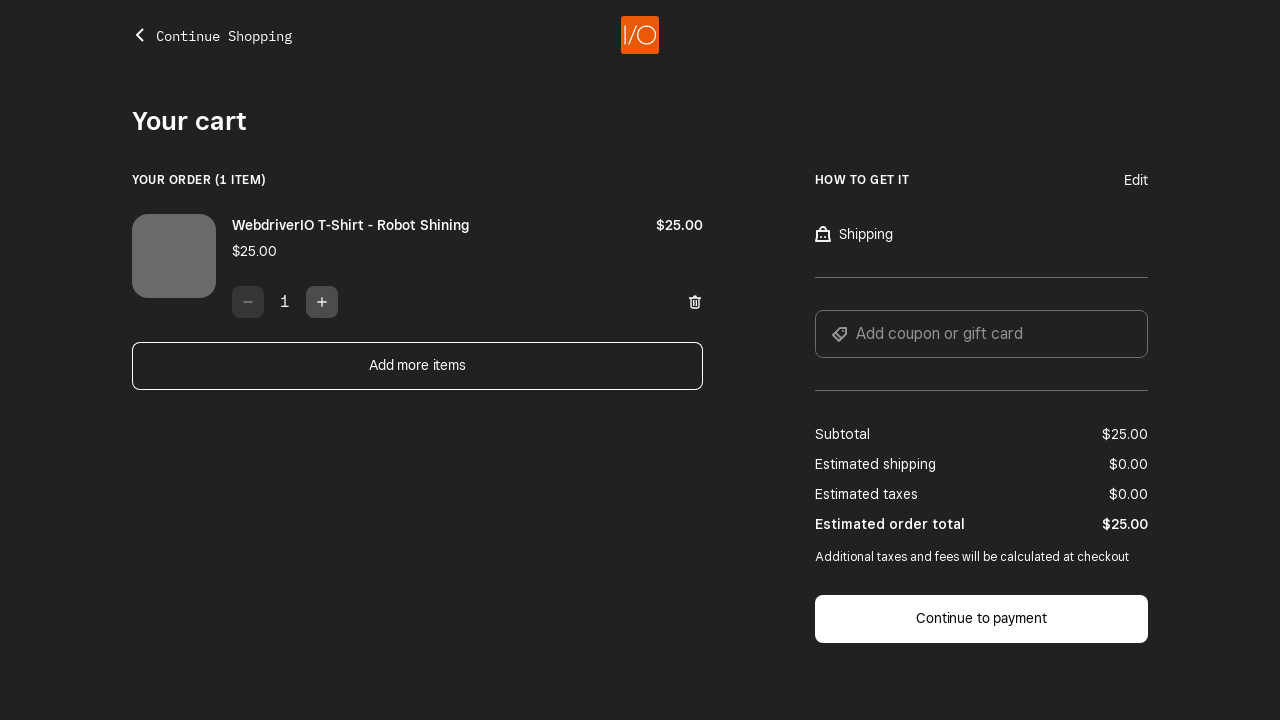 Continue Shopping
I/O
Your cart
YOUR ORDER (1 ITEM)
WebdriverIO T-Shirt - Robot Shining
$25.00
$25.00
1
Add more items
HOW TO GET IT
Edit
Shipping
Add coupon or gift card
Subtotal
$25.00
Estimated shipping
$0.00
Estimated taxes
$0.00
Estimated order total
$25.00
Additional taxes and fees will be calculated at checkout
Continue to payment